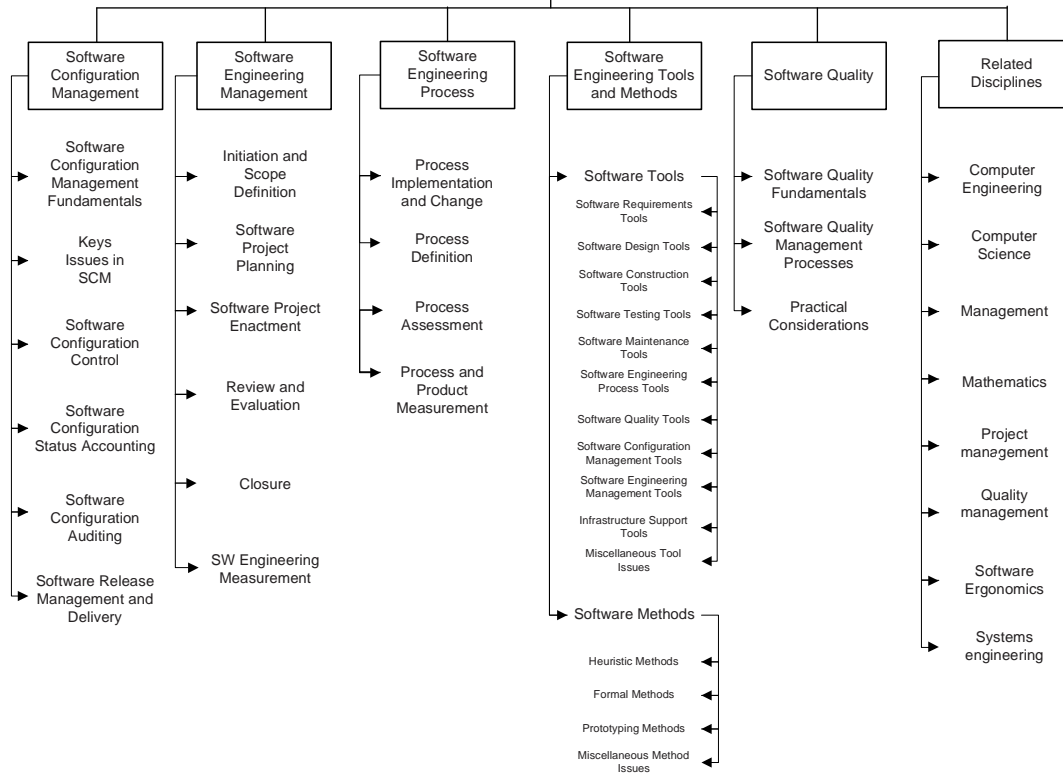 Software
Configuration
Management
Software
Configuration
Management
Fundamentals
Keys
Issues in
SCM
Software
Configuration
Control
Software
Configuration
Status Accounting
Software
Configuration
Auditing
Software Release
Management and
Delivery
Software
Engineering
Management
Initiation and
Scope
Definition
Software
Project
Planning
Software Project
Enactment
Review and
Evaluation
Closure
SW Engineering
Measurement
Software
Engineering
Process
Process
Implementation
and Change
Process
Definition
Process
Assessment
Process and
Product
Measurement
Software
Engineering Tools
and Methods
Software Tools
Software Requirements
Tools
Software Design Tools
Software Construction
Tools
Software Testing Tools
Software Maintenance
Tools
Software Engineering
Process Tools
Software Quality Tools
Software Configuration
Management Tools
Software Engineering
Management Tools
Infrastructure Support
Tools
Miscellaneous Tool
Issues
Software Methods
Heuristic Methods
Formal Methods
Prototyping Methods
Miscellaneous Method
Issues
Software Quality
Software Quality
Fundamentals
Software Quality
Management
Processes
Practical
Considerations
Related
Disciplines
Computer
Engineering
Computer
Science
Management
Mathematics
Project
management
Quality
management
Software
Ergonomics
Systems
engineering